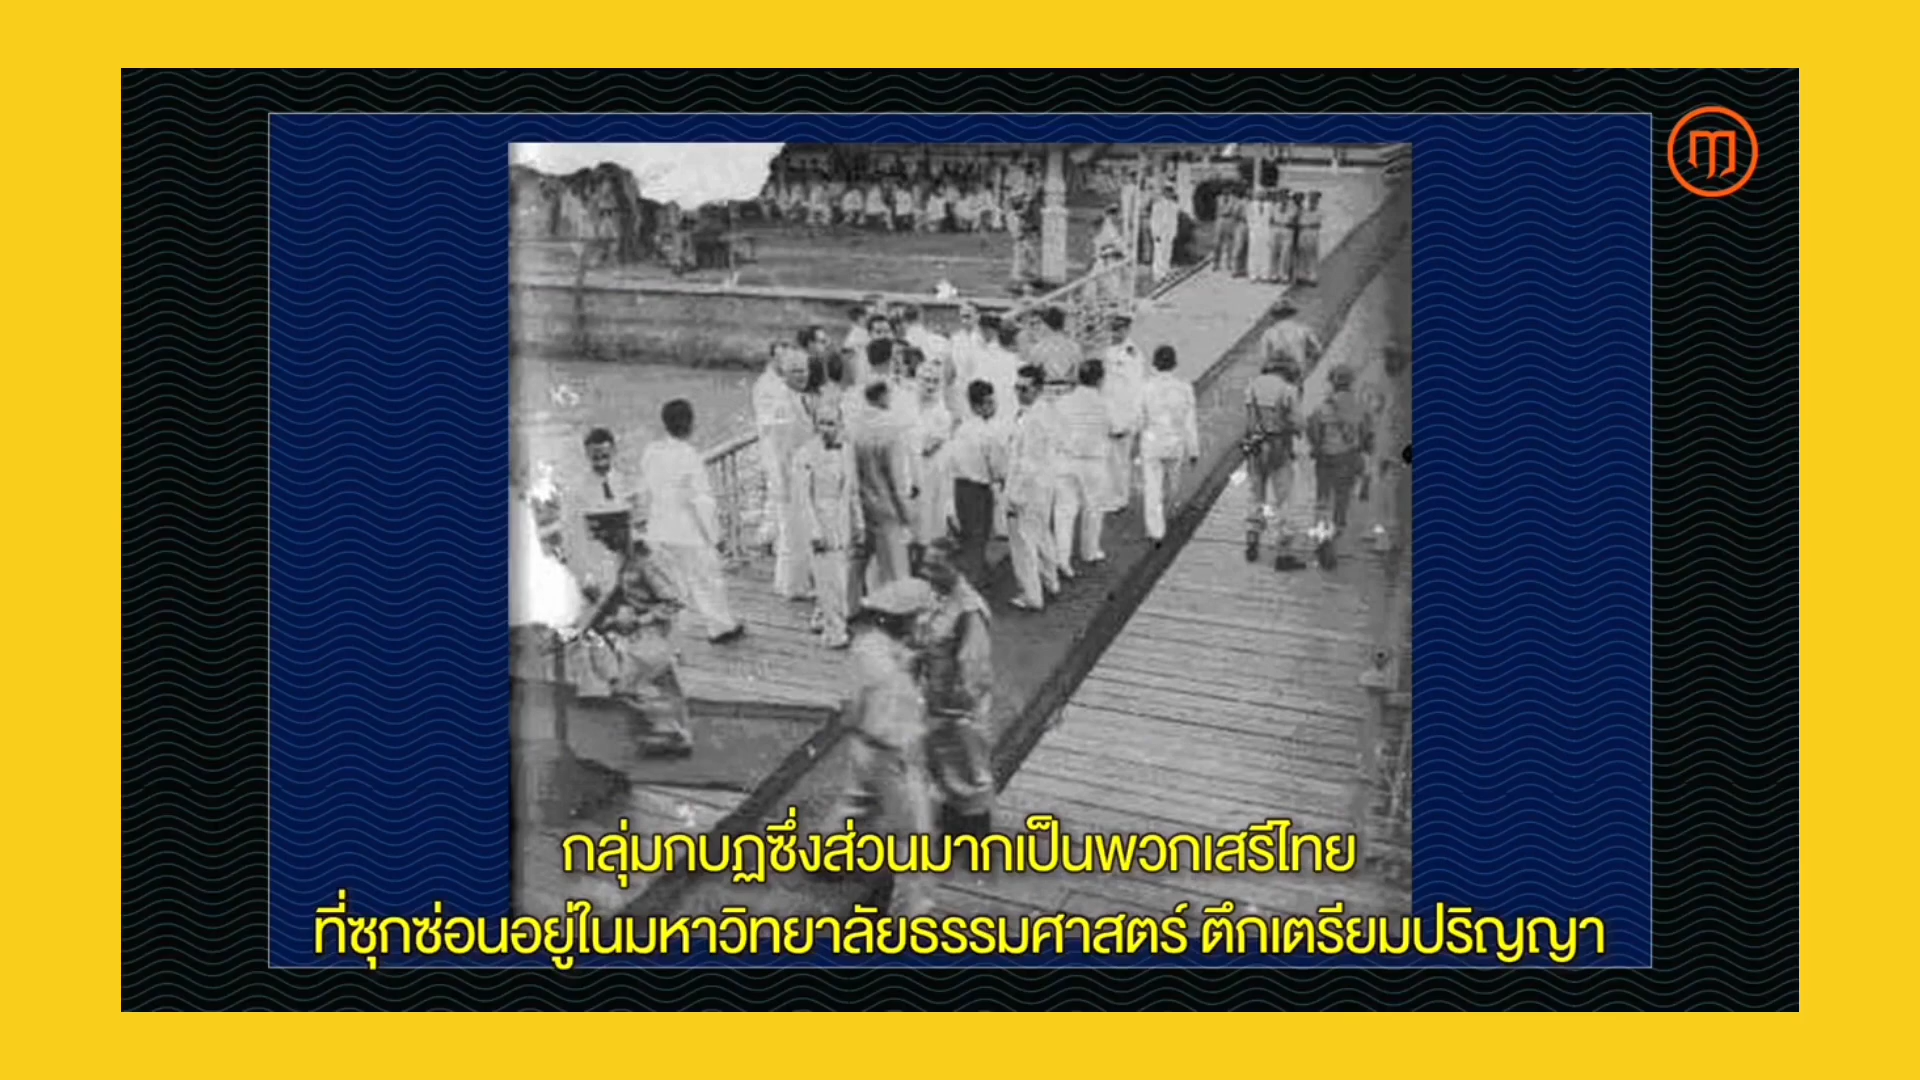 กลุ่มกบฏซึ่งส่วนมากเป็นพวกเสรีไทย
ที่ซุกซ่อนอยู่ในมหาวิทยาลัยธรรมศาสตร์ ตึกเตรียมปริญญา